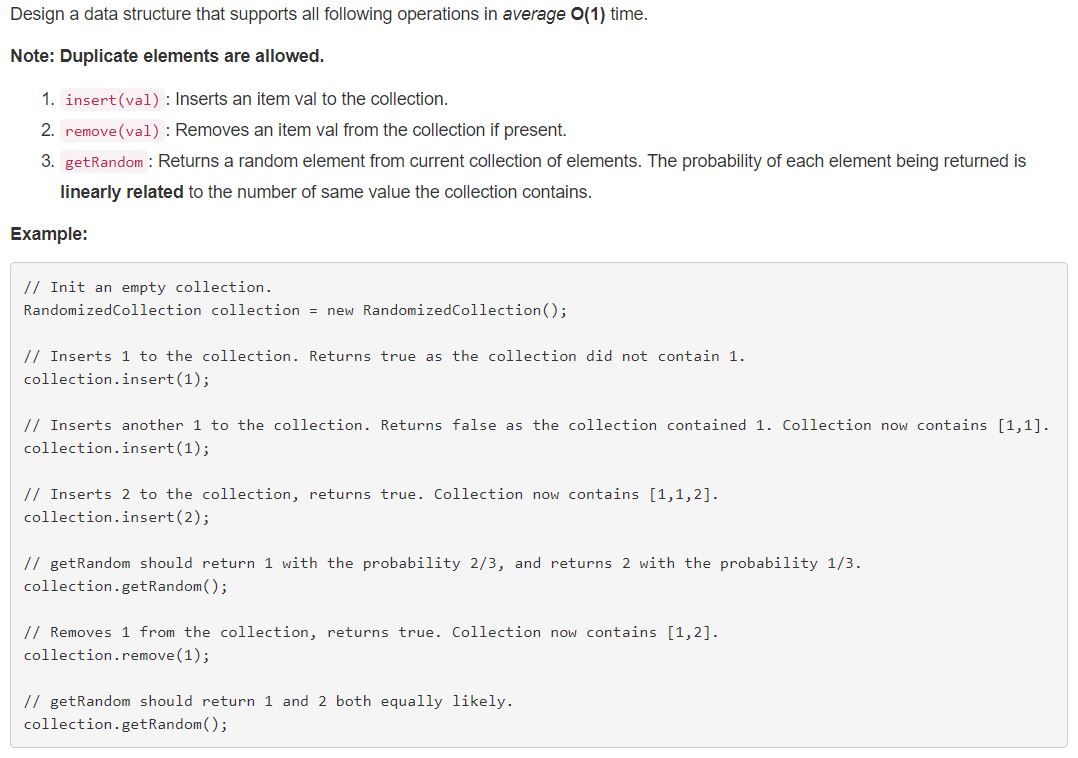 Design a data structure that supports all following operations in average O(1) time.
Note: Duplicate elements are allowed.
1. insert(val) : Inserts an item val to the collection.
2. remove(val) : Removes an item val from the collection if present.
3. getRandom : Returns a random element from current collection of elements. The probability of each element being returned is
linearly related to the number of same value the collection contains.
Example:
// Init an empty collection.
RandomizedCollection collection = new RandomizedCollection();
// Inserts 1 to the collection. Returns true as the collection did not contain 1.
collection.insert(1);
// Inserts another 1 to the collection. Returns false as the collection contained 1. Collection now contains [1,1].
collection.insert(1);
// Inserts 2 to the collection, returns true. Collection now contains [1,1,2].
collection.insert(2);
// getRandom should return 1 with the probability 2/3, and returns 2 with the probability 1/3.
collection.getRandom();
// Removes 1 from the collection, returns true. Collection now contains [1,2].
collection.remove(1);
// getRandom should return 1 and 2 both equally likely.
collection.getRandom();